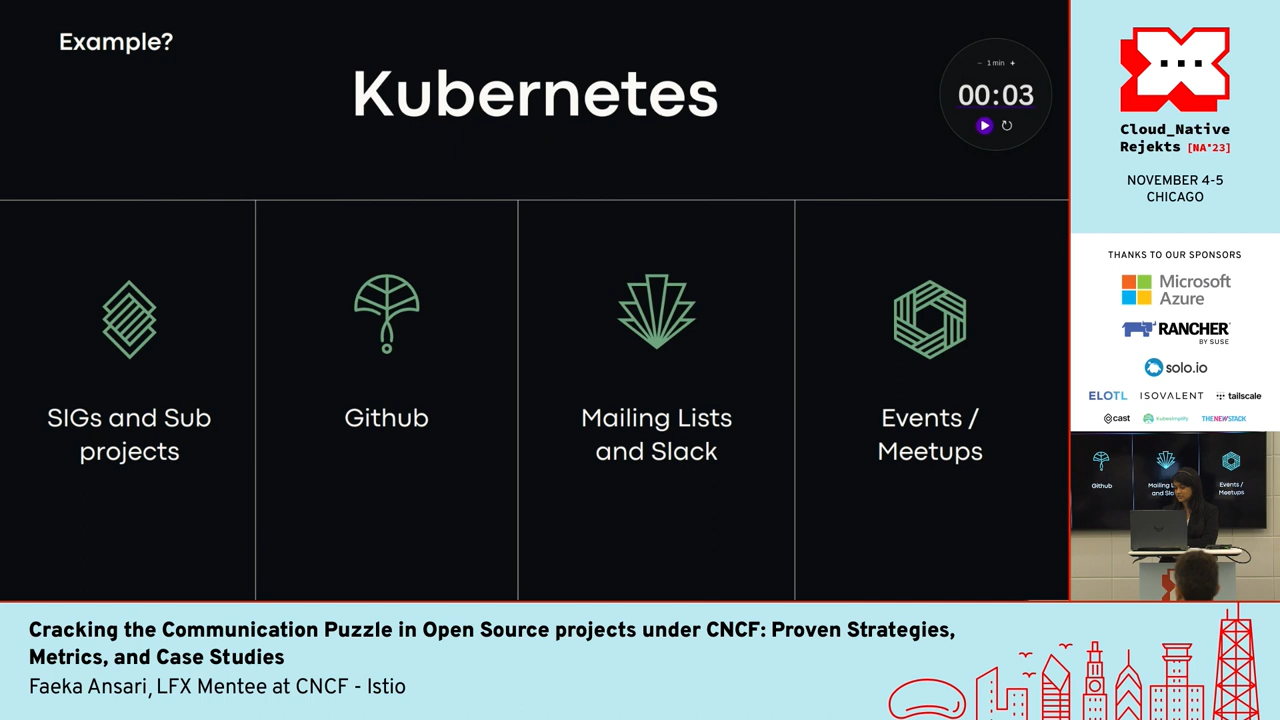 Example?
Kubernetes
− 1 min +
00:03
SIGs and Sub
projects
Github
Mailing Lists
and Slack
Events /
Meetups
Cloud_Native
Rejekts [NA'23]
NOVEMBER 4-5
CHICAGO
THANKS TO OUR SPONSORS
Microsoft
Azure
RANCHER
BY SUSE
solo.io
ELOTL ISOVALENT tailscale
cast Kubesimplify THENEWSTACK
Github
Mailing
and
Events /
Meetups
Cracking the Communication Puzzle in Open Source projects under CNCF: Proven Strategies,
Metrics, and Case Studies
Faeka Ansari, LFX Mentee at CNCF - Istio